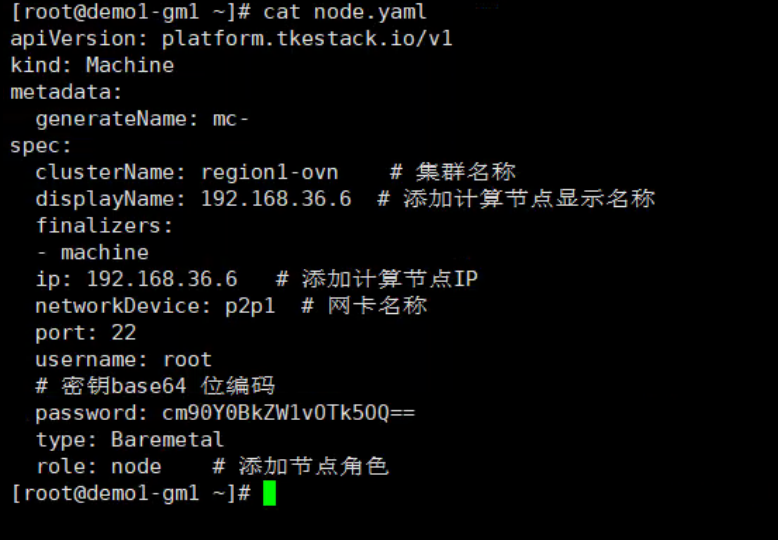 [root@demo1-gm1 ~]# cat node.yaml
apiVersion: platform.tkestack.io/v1
kind: Machine
metadata:
  generateName: mc-
spec:
  clusterName: region1-ovn    # 集群名称
  displayName: 192.168.36.6  # 添加计算节点显示名称
  finalizers:
  - machine
  ip: 192.168.36.6   # 添加计算节点IP
  networkDevice: p2p1  # 网卡名称
  port: 22
  username: root
  # 密钥base64 位编码
  password: cm90Y0BkZW1vOTk5OQ==
  type: Baremetal
  role: node    # 添加节点角色
[root@demo1-gm1 ~]#